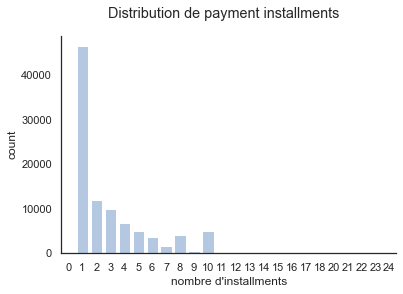 Distribution de payment installments
40000
30000
20000
10000
0
count
0 1 2 3 4 5 6 7 8 9 10 11 12 13 14 15 16 17 18 20 21 22 23 24
nombre d'installments